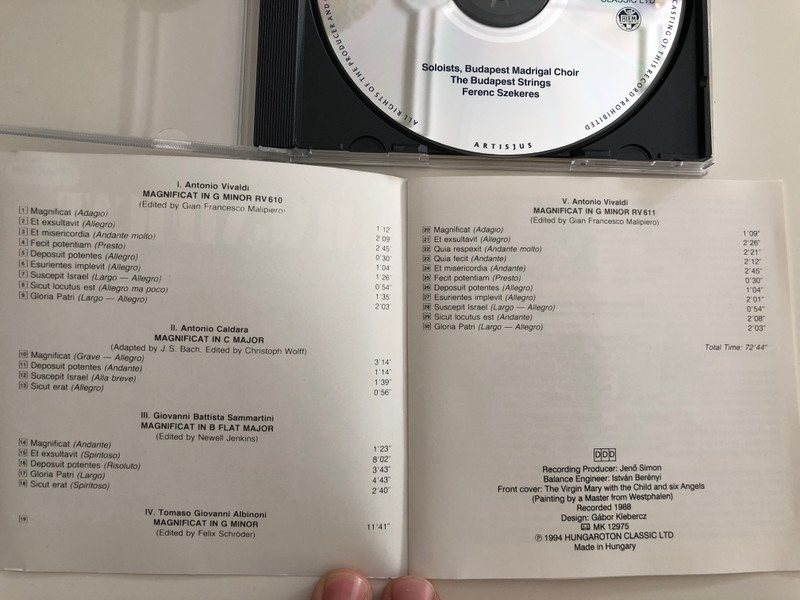 CLASSIC LTD
BIEM
ALL RIGHTS OF THE PRODUCER AND
CASTING OF THIS RECORD PROHIBITED
Soloists, Budapest Madrigal Choir
The Budapest Strings
Ferenc Szekeres
ARTISJUS
I. Antonio Vivaldi
MAGNIFICAT IN G MINOR RV 610
(Edited by Gian Francesco Malipiero)
1 Magnificat (Adagio) 1'12"
2 Et exsultavit (Allegro) 2'09"
3 Et misericordia (Andante molto) 2'45"
4 Fecit potentiam (Presto) 0'30"
5 Deposuit potentes (Allegro) 1'04"
6 Esurientes implevit (Allegro) 1'26"
7 Suscepit Israel (Largo — Allegro) 0'54"
8 Sicut locutus est (Allegro ma poco) 1'35"
9 Gloria Patri (Largo — Allegro) 2'03"
II. Antonio Caldara
MAGNIFICAT IN C MAJOR
(Adapted by J. S. Bach, Edited by Christoph Wolff)
10 Magnificat (Grave — Allegro) 3'14"
11 Deposuit potentes (Andante) 1'14"
12 Suscepit Israel (Alla breve) 1'39"
13 Sicut erat (Allegro) 0'56"
III. Giovanni Battista Sammartini
MAGNIFICAT IN B FLAT MAJOR
(Edited by Newell Jenkins)
14 Magnificat (Andante) 1'23"
15 Et exsultavit (Spiritoso) 8'02"
16 Deposuit potentes (Risoluto) 3'43"
17 Gloria Patri (Largo) 4'43"
18 Sicut erat (Spiritoso) 2'40"
IV. Tomaso Giovanni Albinoni
19 MAGNIFICAT IN G MINOR 11'41"
(Edited by Felix Schröder)
V. Antonio Vivaldi
MAGNIFICAT IN G MINOR RV 611
(Edited by Gian Francesco Malipiero)
20 Magnificat (Adagio) 1'09"
21 Et exsultavit (Allegro) 2'26"
22 Quia respexit (Andante molto) 2'21"
23 Quia fecit (Andante) 2'12"
24 Et misericordia (Andante) 2'45"
25 Fecit potentiam (Presto) 0'30"
26 Deposuit potentes (Allegro) 1'04"
27 Esurientes implevit (Allegro) 2'01"
28 Suscepit Israel (Largo — Allegro) 0'54"
29 Sicut locutus est (Andante) 2'08"
30 Gloria Patri (Largo — Allegro) 2'03"
Total Time: 72'44"
DDD
Recording Producer: Jenő Simon
Balance Engineer: István Berényi
Front cover: The Virgin Mary with the Child and six Angels
(Painting by a Master from Westphalen)
Recorded 1988
Design: Gábor Klebercz
MK 12975
℗ 1994 HUNGAROTON CLASSIC LTD
Made in Hungary